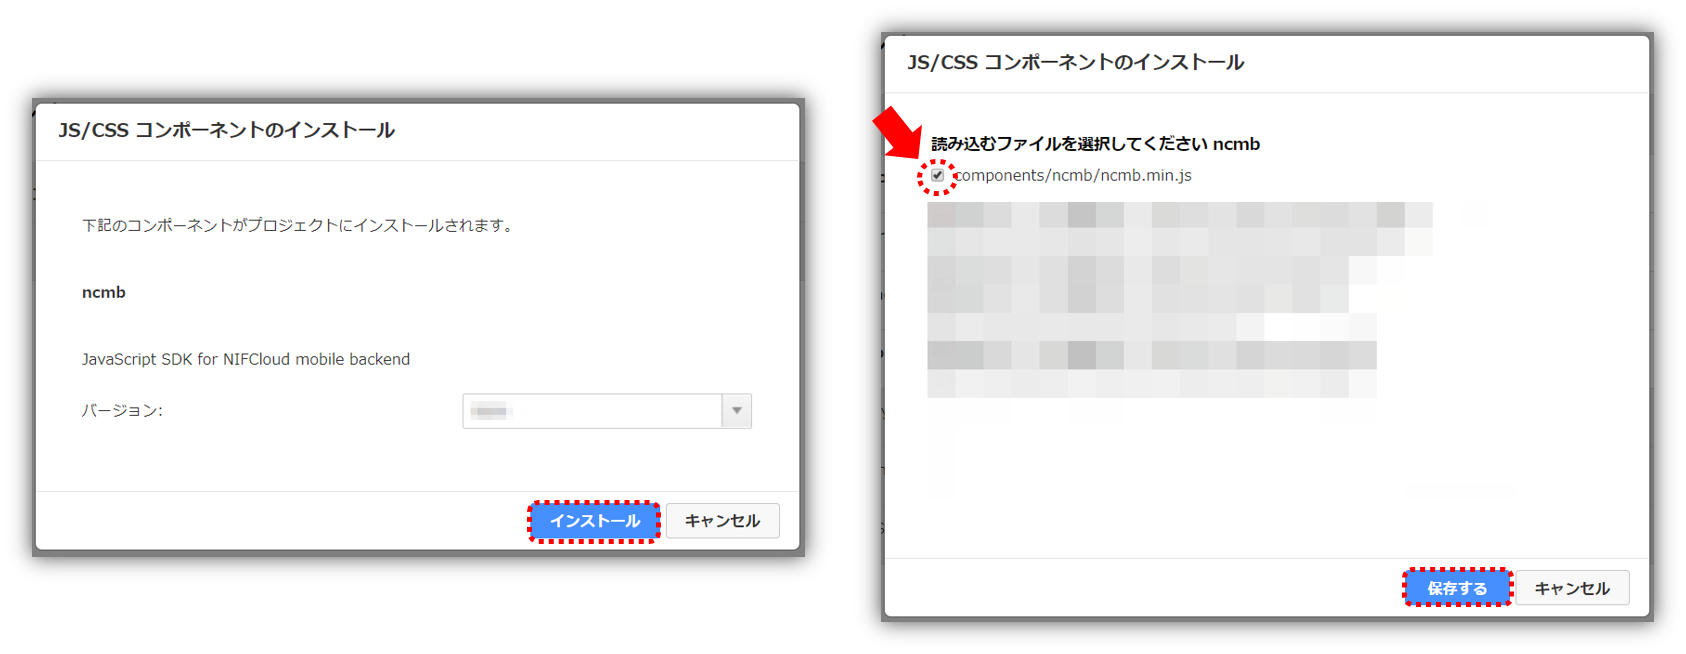 JS/CSS コンポーネントのインストール
下記のコンポーネントがプロジェクトにインストールされます。
ncmb
JavaScript SDK for NIFCloud mobile backend
バージョン:
インストール
キャンセル
JS/CSS コンポーネントのインストール
読み込むファイルを選択してください ncmb
components/ncmb/ncmb.min.js
保存する
キャンセル